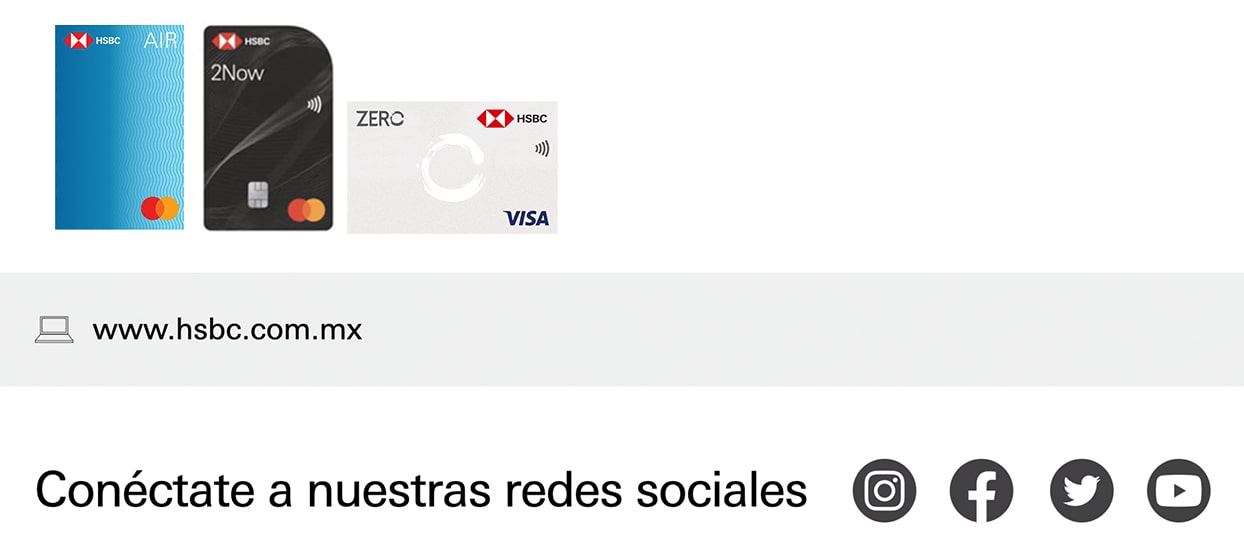 HSBC AIR
HSBC
2Now
ZERO HSBC
VISA
www.hsbc.com.mx
Conéctate a nuestras redes sociales